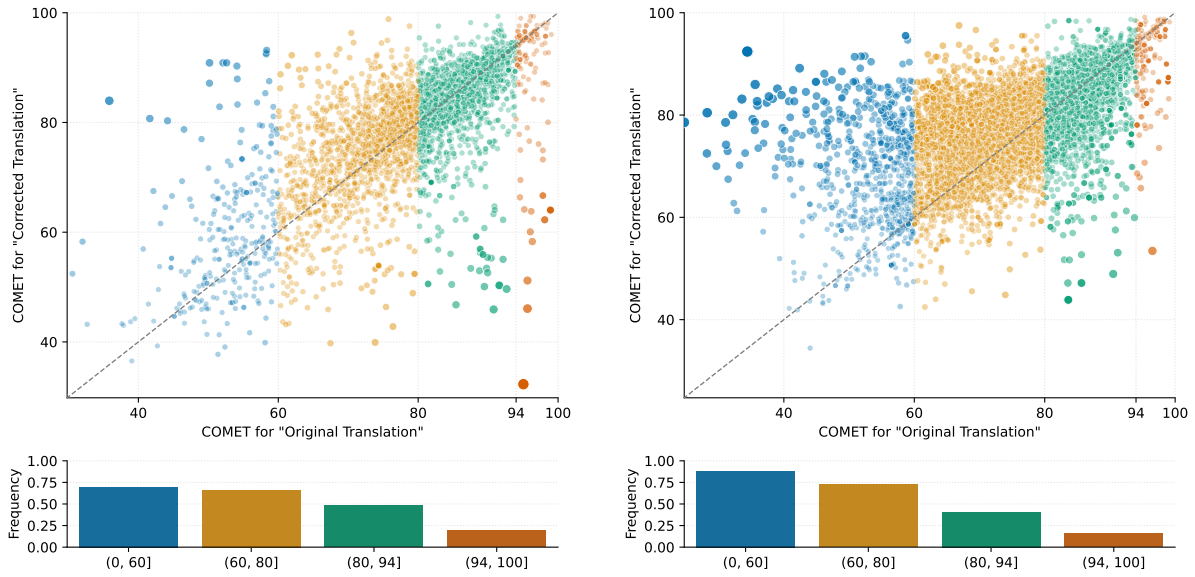 100
80
60
40
COMET for "Corrected Translation"
40 60 80 94 100
COMET for "Original Translation"
1.00
0.75
0.50
0.25
0.00
Frequency
(0, 60] (60, 80] (80, 94] (94, 100]
100
80
60
40
COMET for "Corrected Translation"
40 60 80 94 100
COMET for "Original Translation"
1.00
0.75
0.50
0.25
0.00
Frequency
(0, 60] (60, 80] (80, 94] (94, 100]